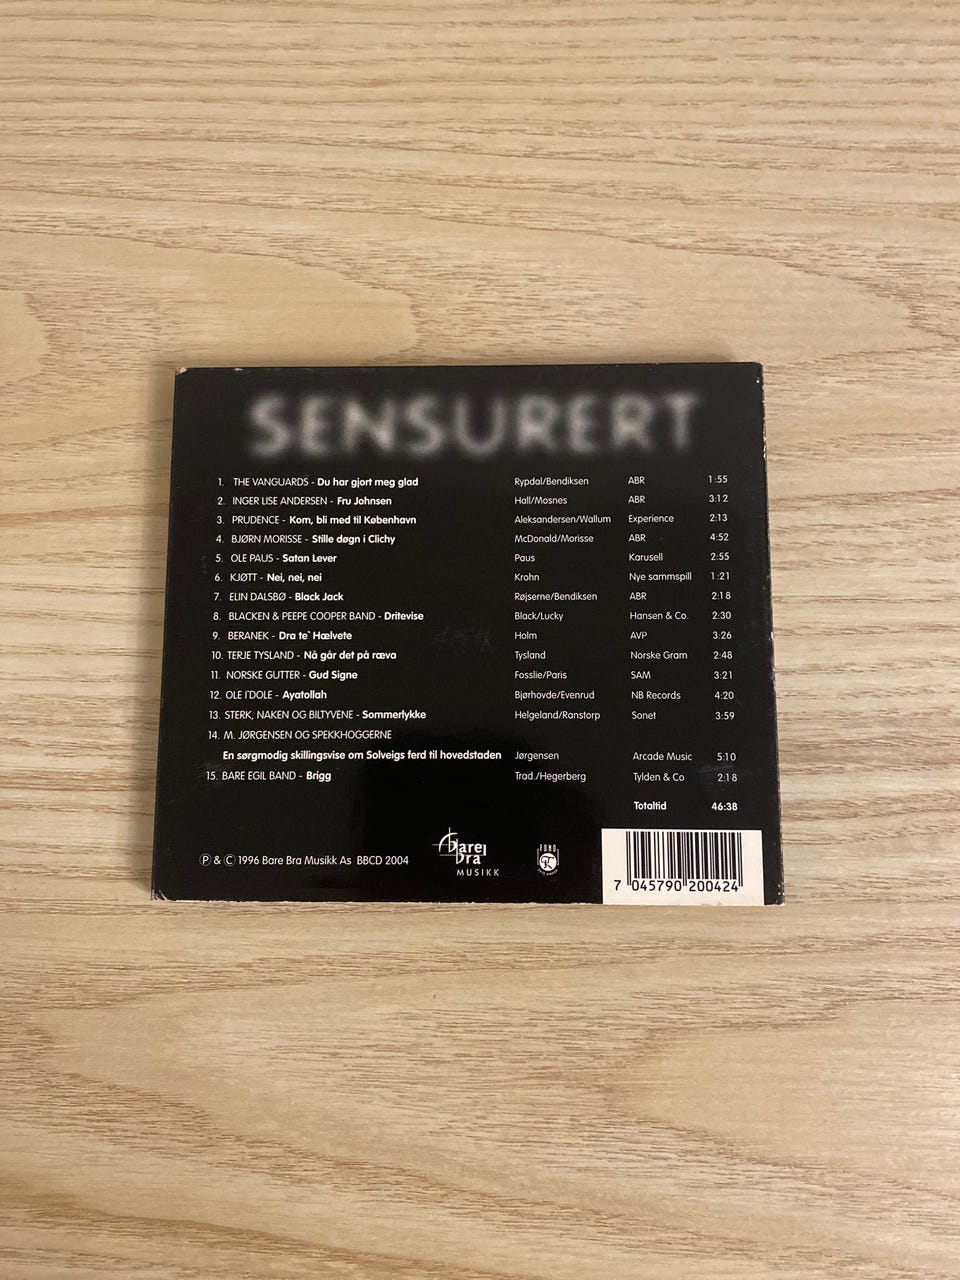 SENSURERT
1. THE VANGUARDS - Du har gjort meg glad Rypdal/Bendiksen ABR 1:55
2. INGER LISE ANDERSEN - Fru Johnsen Hall/Mosnes ABR 3:12
3. PRUDENCE - Kom, bli med til København Aleksandersen/Wallum Experience 2:13
4. BJØRN MORISSE - Stille døgn i Clichy McDonald/Morisse ABR 4:52
5. OLE PAUS - Satan Lever Paus Karusell 2:55
6. KJØTT - Nei, nei, nei Krohn Nye sammspill 1:21
7. ELIN DALSBØ - Black Jack Røjserne/Bendiksen ABR 2:18
8. BLACKEN & PEEPE COOPER BAND - Dritevise Black/Lucky Hansen & Co. 2:30
9. BERANEK - Dra te` Hælvete Holm AVP 3:26
10. TERJE TYSLAND - Nå går det på ræva Tysland Norske Gram 2:48
11. NORSKE GUTTER - Gud Signe Fosslie/Paris SAM 3:21
12. OLE I'DOLE - Ayatollah Bjørhovde/Evenrud NB Records 4:20
13. STERK, NAKEN OG BILTYVENE - Sommerlykke Helgeland/Ranstorp Sonet 3:59
14. M. JØRGENSEN OG SPEKKHOGGERNE
En sørgmodig skillingsvise om Solveigs ferd til hovedstaden Jørgensen Arcade Music 5:10
15. BARE EGIL BAND - Brigg Trad./Hegerberg Tylden & Co 2:18
Totaltid 46:38
Ⓟ & © 1996 Bare Bra Musikk As BBCD 2004
bare bra
MUSIKK
FONO
7 045790 200424